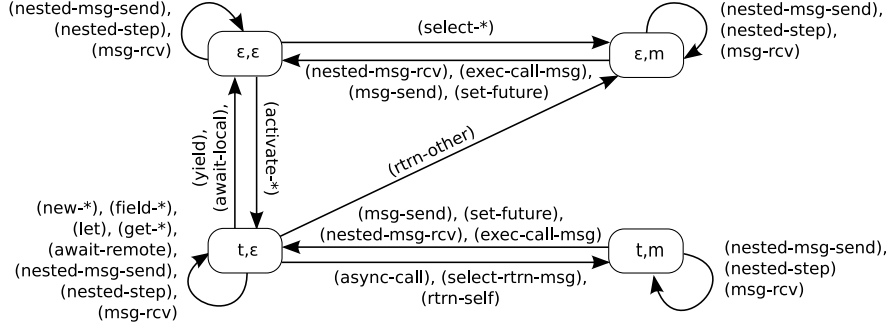 (nested-msg-send),
(nested-step),
(msg-rcv)
ε,ε
(select-*)
(nested-msg-rcv), (exec-call-msg),
(msg-send), (set-future)
ε,m
(nested-msg-send),
(nested-step),
(msg-rcv)
(yield),
(await-local)
(activate-*)
(rtrn-other)
(new-*), (field-*),
(let), (get-*),
(await-remote),
(nested-msg-send),
(nested-step),
(msg-rcv)
t,ε
(msg-send), (set-future),
(nested-msg-rcv), (exec-call-msg)
(async-call), (select-rtrn-msg),
(rtrn-self)
t,m
(nested-msg-send),
(nested-step)
(msg-rcv)